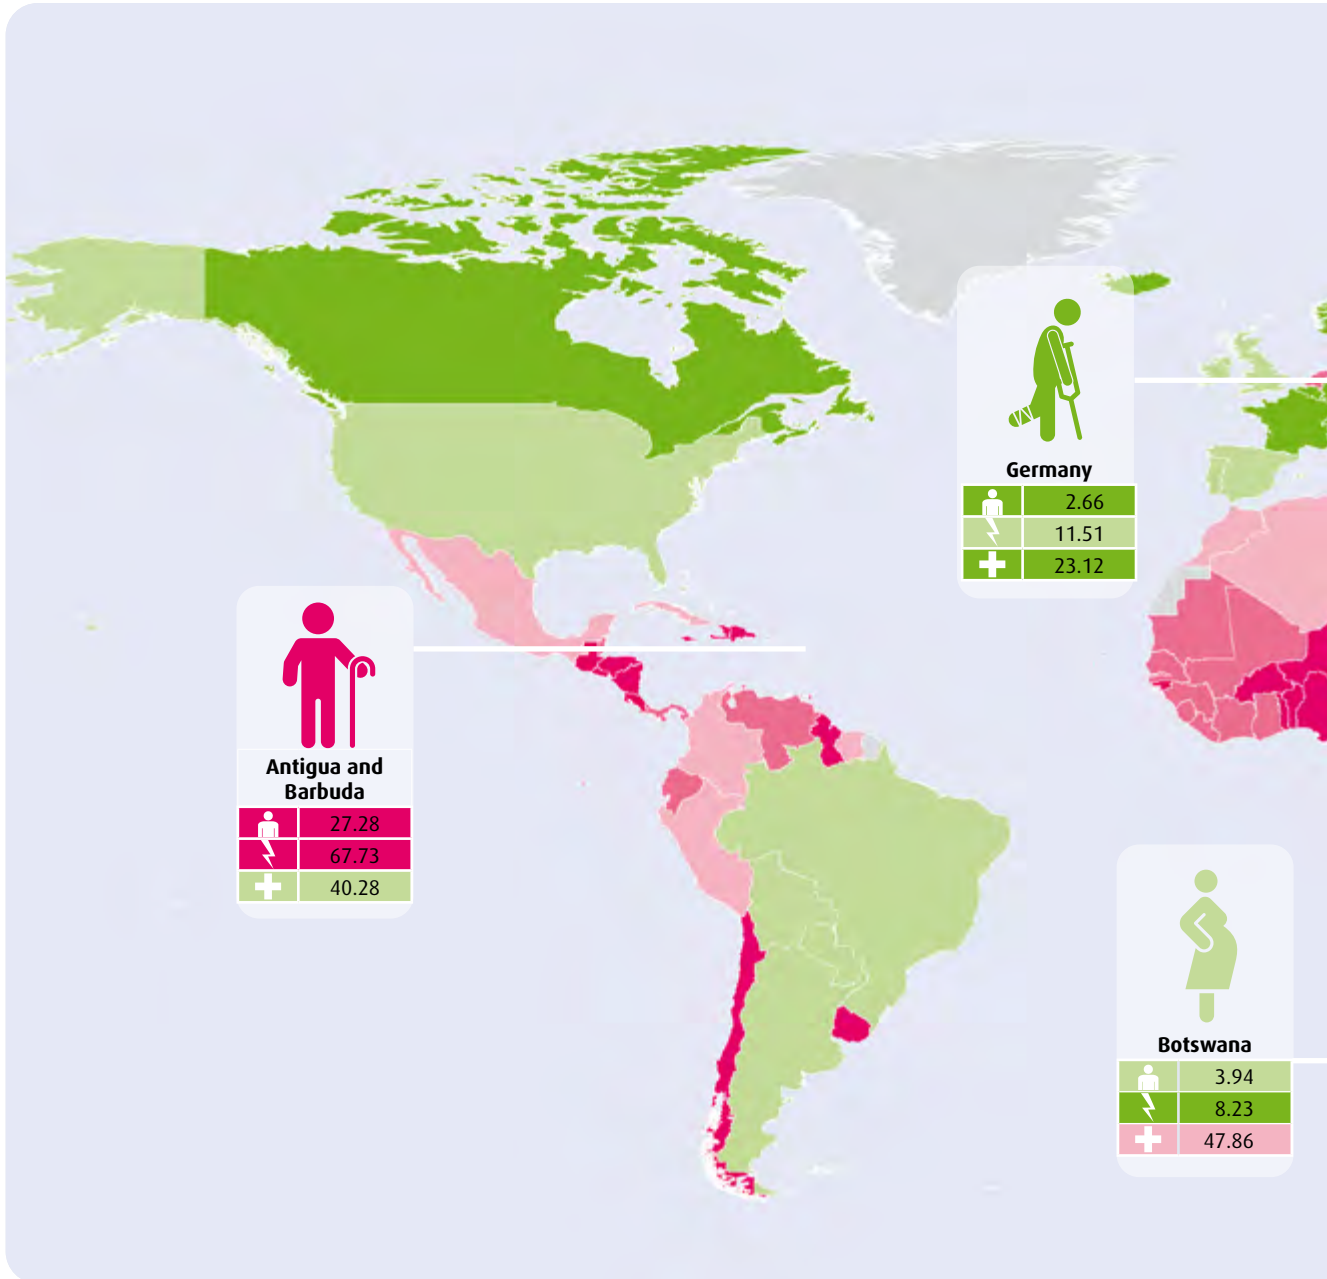 Germany
2.66
11.51
23.12
Antigua and
Barbuda
27.28
67.73
40.28
Botswana
3.94
8.23
47.86